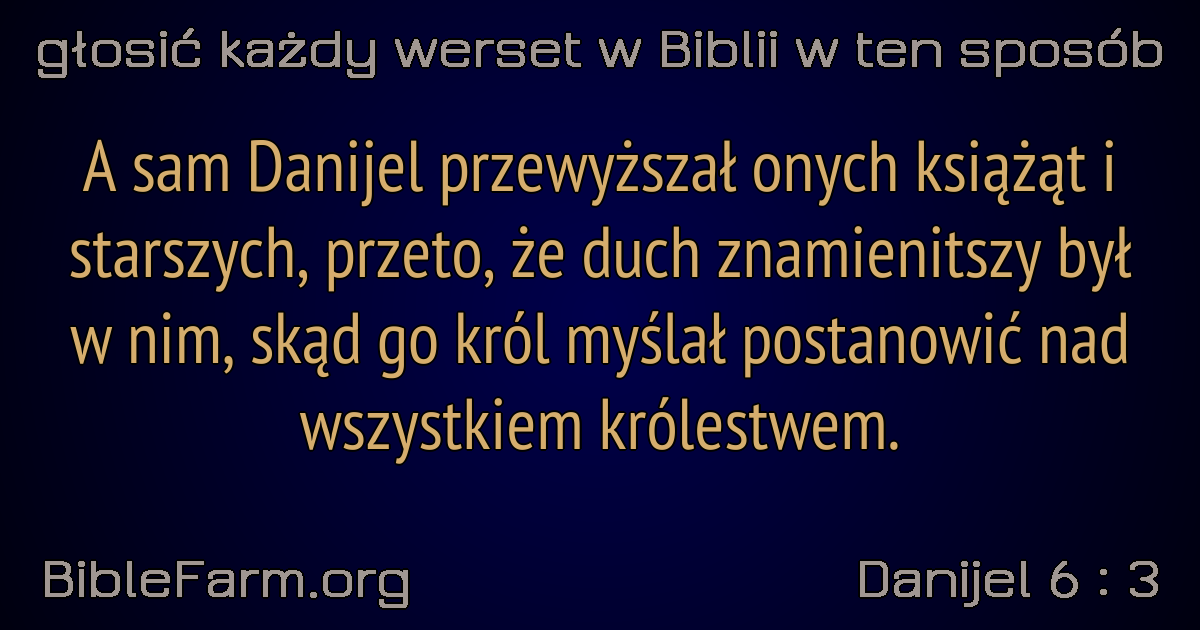 głosić każdy werset w Biblii w ten sposób
A sam Danijel przewyższał onych książąt i
starszych, przeto, że duch znamienitszy był
w nim, skąd go król myślał postanowić nad
wszystkiem królestwem.
BibleFarm.org
Danijel 6 : 3